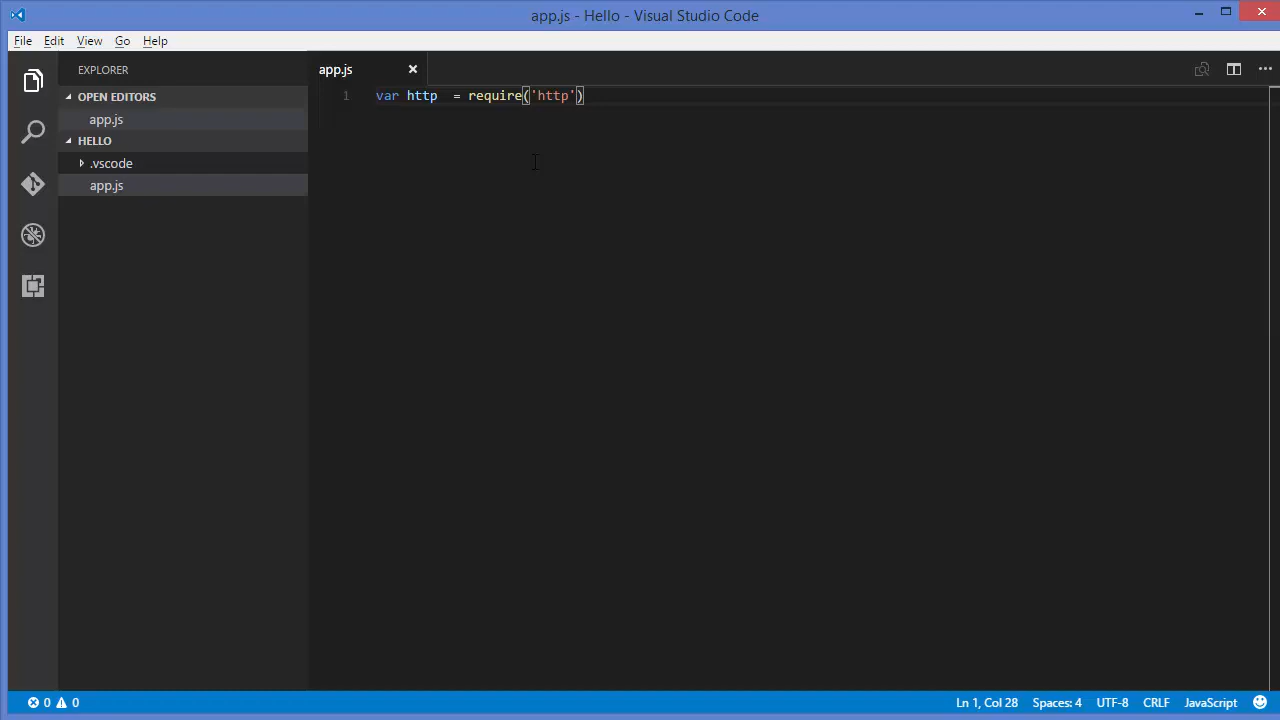 app.js - Hello - Visual Studio Code
File Edit View Go Help
EXPLORER
app.js
OPEN EDITORS
app.js
HELLO
.vscode
app.js
1 var http  = require('http')
0 0
Ln 1, Col 28 Spaces: 4 UTF-8 CRLF JavaScript